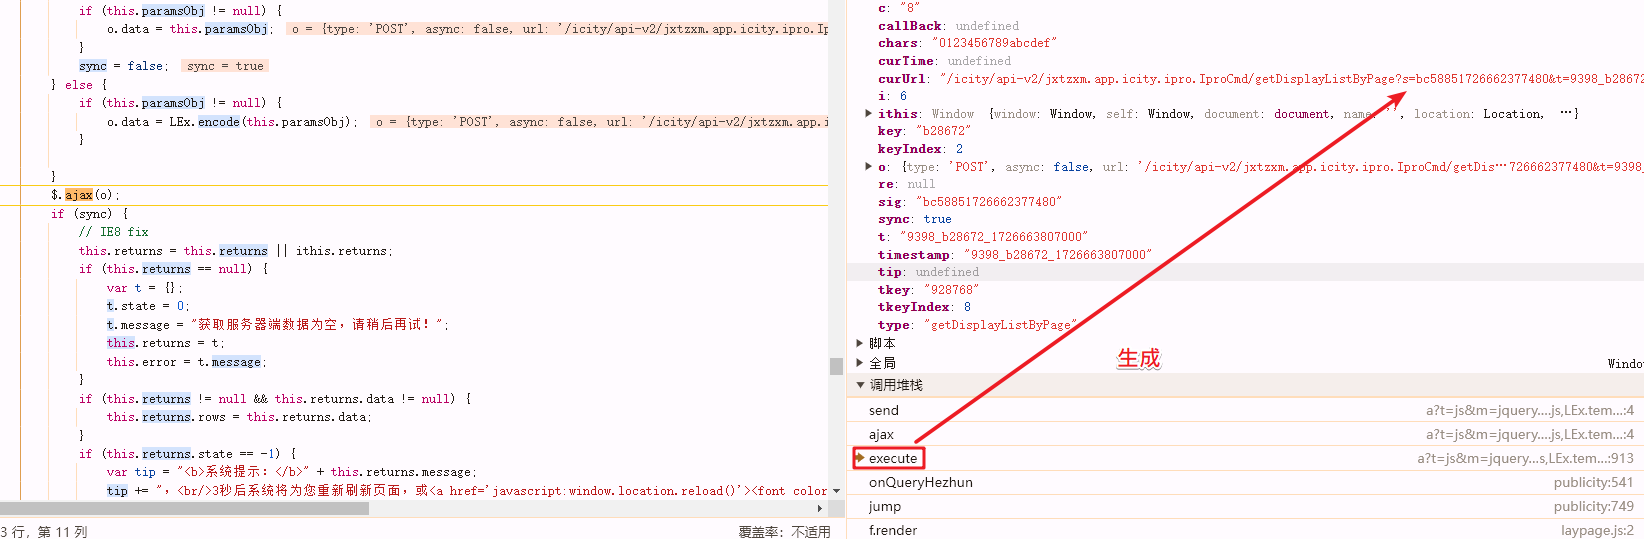 if (this.paramsObj != null) {
o.data = this.paramsObj; o = {type: 'POST', async: false, url: '/icity/api-v2/jxtzxm.app.icity.ipro.Ip
}
sync = false; sync = true
} else {
if (this.paramsObj != null) {
o.data = LEx.encode(this.paramsObj); o = {type: 'POST', async: false, url: '/icity/api-v2/jxtzxm.app.i
}
}
$.ajax(o);
if (sync) {
// IE8 fix
this.returns = this.returns || ithis.returns;
if (this.returns == null) {
var t = {};
t.state = 0;
t.message = "获取服务器端数据为空，请稍后再试！";
this.returns = t;
this.error = t.message;
}
if (this.returns != null && this.returns.data != null) {
this.returns.rows = this.returns.data;
}
if (this.returns.state == -1) {
var tip = "<b>系统提示：</b>" + this.returns.message;
tip += "，<br/>3秒后系统将为您重新刷新页面，或<a href='javascript:window.location.reload()'><font color
3 行，第 11 列
覆盖率：不适用
c: "8"
callBack: undefined
chars: "0123456789abcdef"
curTime: undefined
curUrl: "/icity/api-v2/jxtzxm.app.icity.ipro.IproCmd/getDisplayListByPage?s=bc58851726662377480&t=9398_b28672
i: 6
ithis: Window {window: Window, self: Window, document: document, name: '', location: Location, …}
key: "b28672"
keyIndex: 2
o: {type: 'POST', async: false, url: '/icity/api-v2/jxtzxm.app.icity.ipro.IproCmd/getDis…726662377480&t=9398_
re: null
sig: "bc58851726662377480"
sync: true
t: "9398_b28672_1726663807000"
timestamp: "9398_b28672_1726663807000"
tip: undefined
tkey: "928768"
tkeyIndex: 8
type: "getDisplayListByPage"
脚本
生成
全局
Windo
调用堆栈
send a?t=js&m=jquery....js,LEx.tem...:4
ajax a?t=js&m=jquery....js,LEx.tem...:4
execute a?t=js&m=jquery...s,LEx.tem...:913
onQueryHezhun publicity:541
jump publicity:749
f.render laypage.js:2